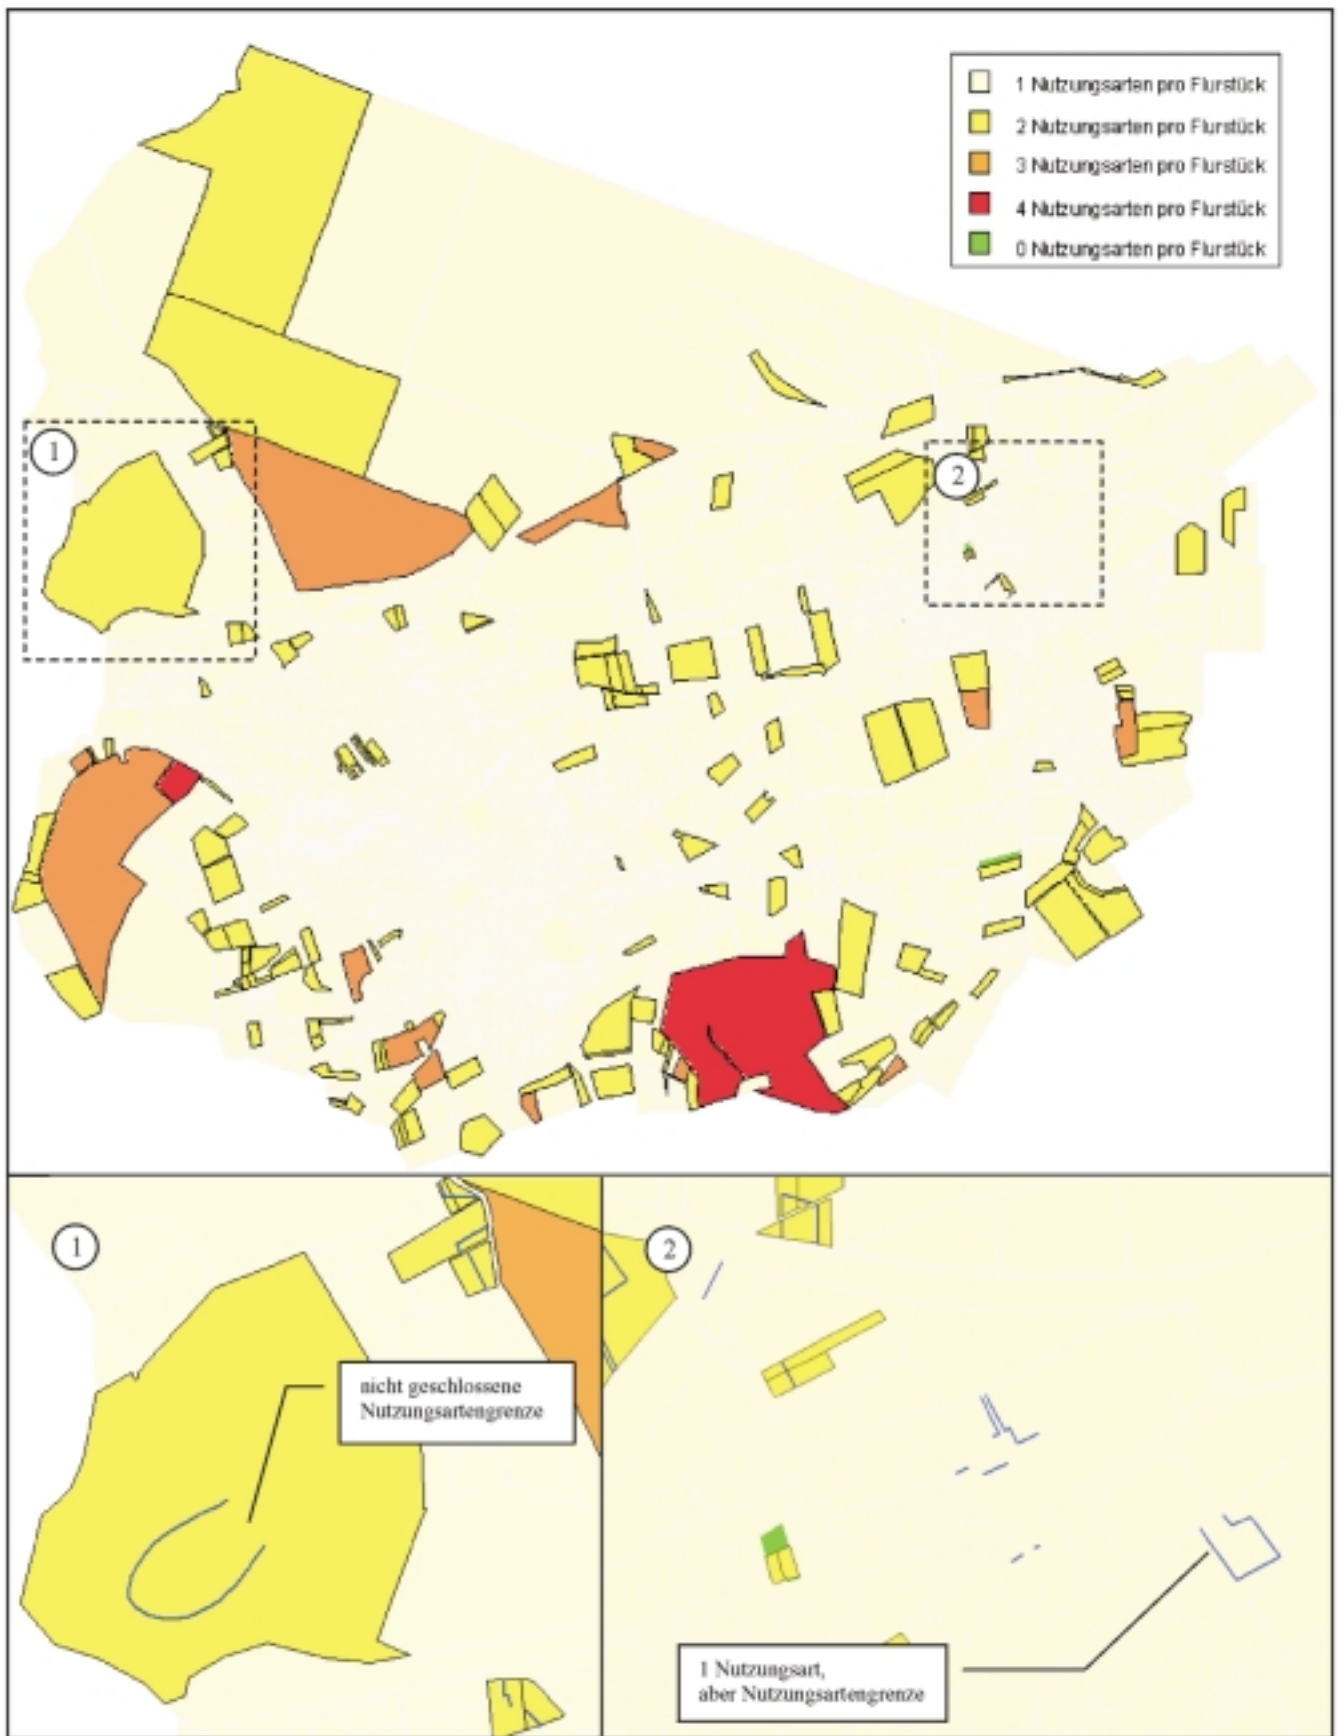 1 Nutzungsarten pro Flurstück
2 Nutzungsarten pro Flurstück
3 Nutzungsarten pro Flurstück
4 Nutzungsarten pro Flurstück
0 Nutzungsarten pro Flurstück
1
2
1
nicht geschlossene
Nutzungsartengrenze
2
1 Nutzungsart,
aber Nutzungsartengrenze